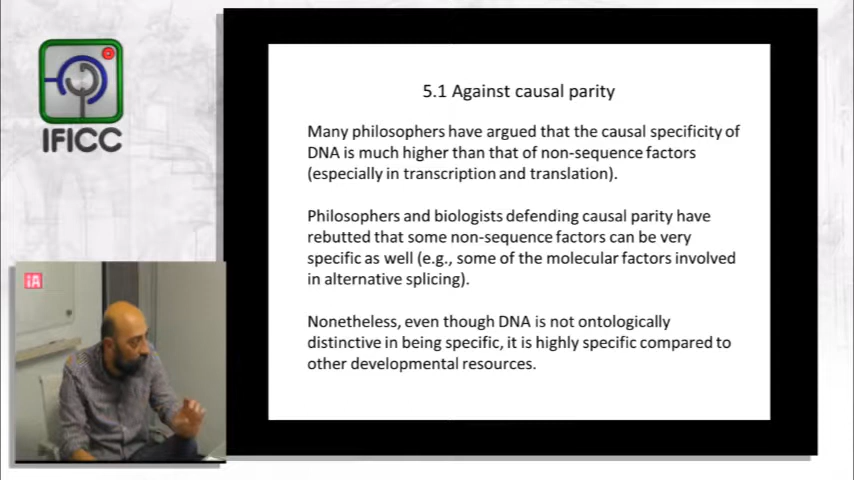 IFICC
iA
5.1 Against causal parity
Many philosophers have argued that the causal specificity of
DNA is much higher than that of non-sequence factors
(especially in transcription and translation).
Philosophers and biologists defending causal parity have
rebutted that some non-sequence factors can be very
specific as well (e.g., some of the molecular factors involved
in alternative splicing).
Nonetheless, even though DNA is not ontologically
distinctive in being specific, it is highly specific compared to
other developmental resources.